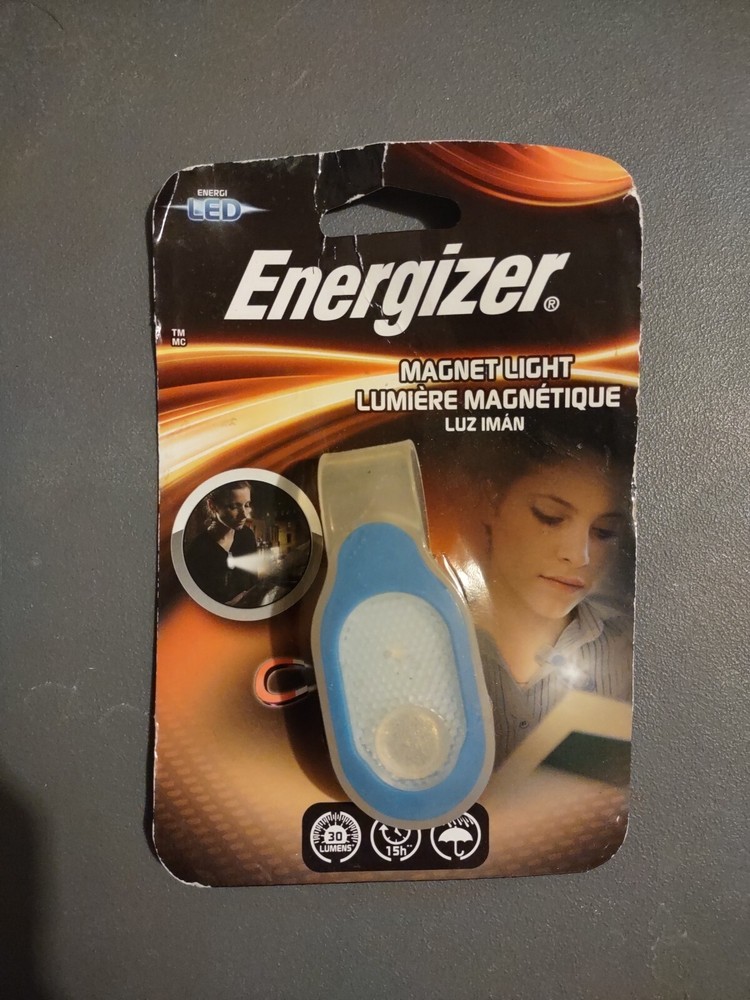 ENERGI
LED
Energizer®
TM
MC
MAGNET LIGHT
LUMIÈRE MAGNÉTIQUE
LUZ IMÁN
30
LUMENS*
15h**